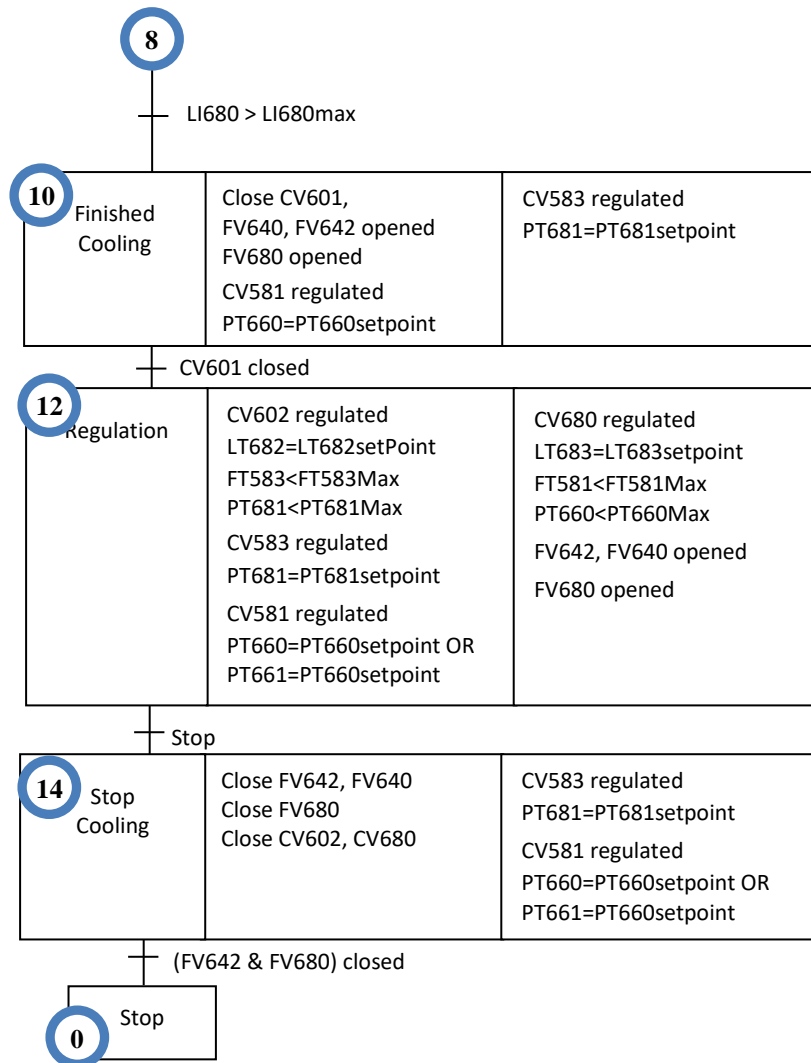 8
LI680 > LI680max
10
Finished
Cooling
Close CV601,
FV640, FV642 opened
FV680 opened
CV581 regulated
PT660=PT660setpoint
CV583 regulated
PT681=PT681setpoint
CV601 closed
12
Regulation
CV602 regulated
LT682=LT682setPoint
FT583<FT583Max
PT681<PT681Max
CV583 regulated
PT681=PT681setpoint
CV581 regulated
PT660=PT660setpoint OR
PT661=PT660setpoint
CV680 regulated
LT683=LT683setpoint
FT581<FT581Max
PT660<PT660Max
FV642, FV640 opened
FV680 opened
Stop
14
Stop
Cooling
Close FV642, FV640
Close FV680
Close CV602, CV680
CV583 regulated
PT681=PT681setpoint
CV581 regulated
PT660=PT660setpoint OR
PT661=PT660setpoint
(FV642 & FV680) closed
Stop
0